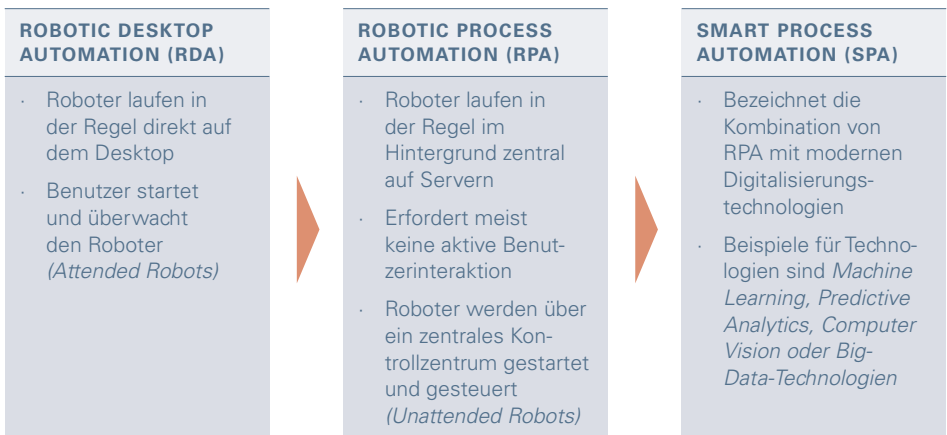 ROBOTIC DESKTOP
AUTOMATION (RDA)
· Roboter laufen in
der Regel direkt auf
dem Desktop
· Benutzer startet
und überwacht
den Roboter
(Attended Robots)
ROBOTIC PROCESS
AUTOMATION (RPA)
· Roboter laufen in
der Regel im
Hintergrund zentral
auf Servern
· Erfordert meist
keine aktive Benut-
zerinteraktion
· Roboter werden über
ein zentrales Kon-
trollzentrum gestartet
und gesteuert
(Unattended Robots)
SMART PROCESS
AUTOMATION (SPA)
· Bezeichnet die
Kombination von
RPA mit modernen
Digitalisierungs-
technologien
· Beispiele für Techno-
logien sind Machine
Learning, Predictive
Analytics, Computer
Vision oder Big-
Data-Technologien